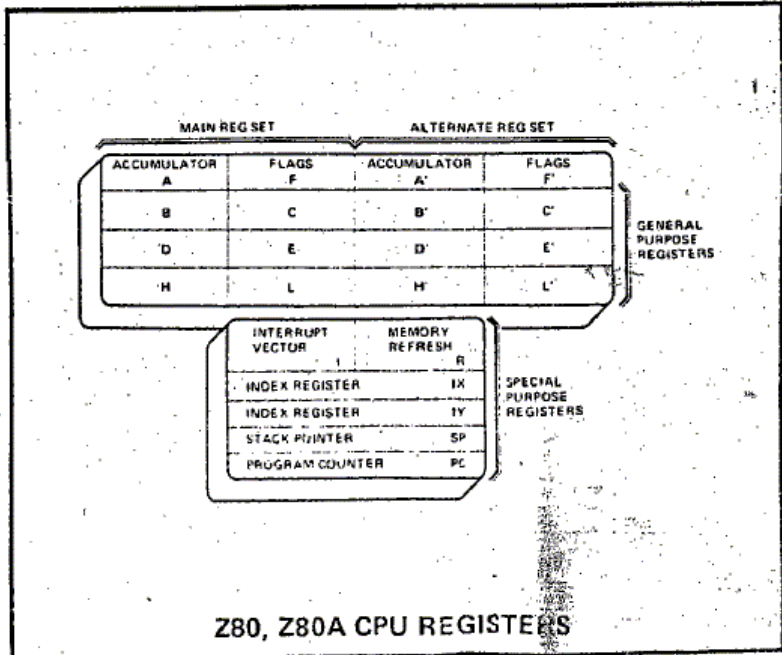 MAIN REG SET ALTERNATE REG SET
ACCUMULATOR FLAGS ACCUMULATOR FLAGS
A F A' F'
B C B' C'
D E D' E'
H L H' L'
GENERAL
PURPOSE
REGISTERS
INTERRUPT MEMORY
VECTOR REFRESH
I R
INDEX REGISTER IX
INDEX REGISTER IY
STACK POINTER SP
PROGRAM COUNTER PC
SPECIAL
PURPOSE
REGISTERS
Z80, Z80A CPU REGISTERS